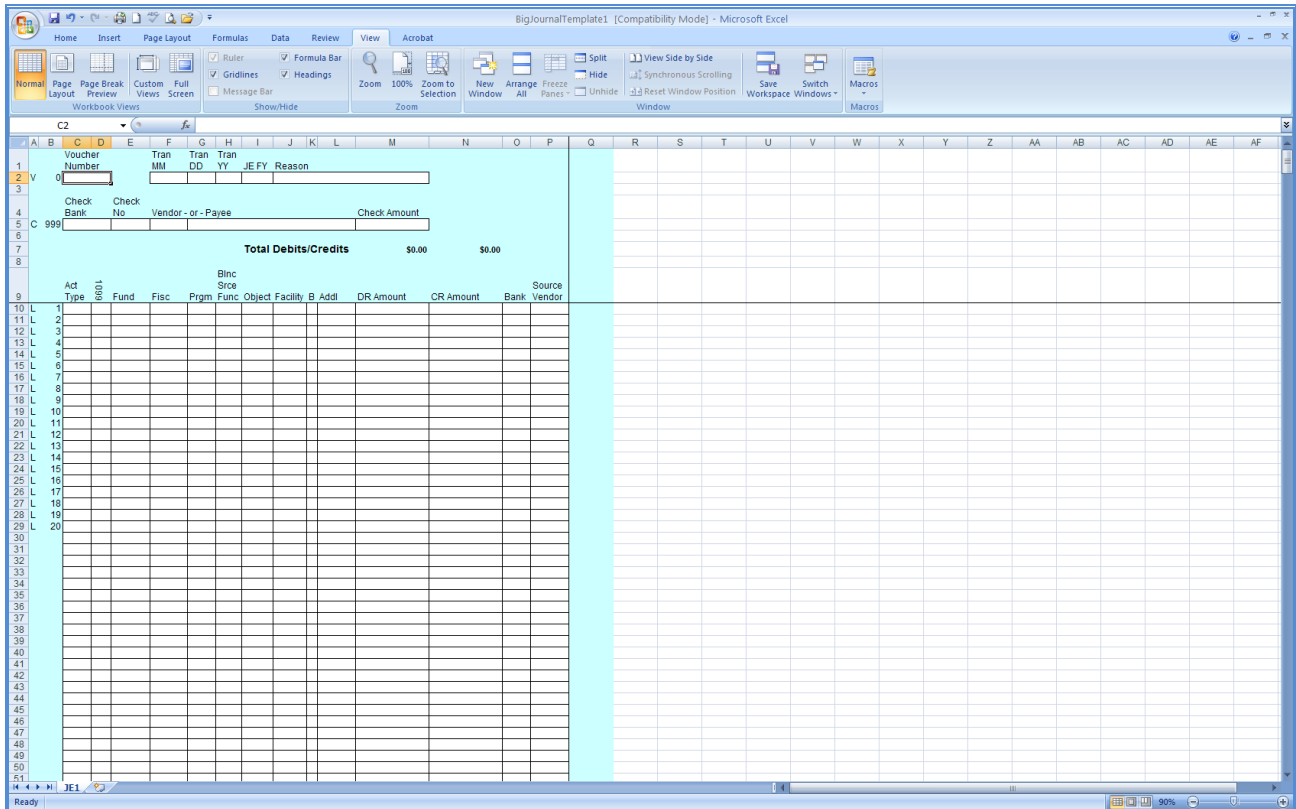 BigJournalTemplate1 [Compatibility Mode] - Microsoft Excel
Home Insert Page Layout Formulas Data Review View Acrobat
Normal Page Layout Page Break Preview Custom Views Full Screen
Workbook Views
Ruler Formula Bar
Gridlines Headings
Message Bar
Show/Hide
Zoom 100% Zoom to Selection
Zoom
New Window Arrange All Freeze Panes
Split View Side by Side
Hide Synchronous Scrolling
Unhide Reset Window Position
Save Workspace Switch Windows
Window
Macros
Macros
C2 fx
A B C D E F G H I J K L M N O P Q R S T U V W X Y Z AA AB AC AD AE AF
Voucher Tran Tran Tran
1 Number MM DD YY JE FY Reason
2 V 0
3
Check Check
4 Bank No Vendor - or - Payee Check Amount
5 C 999
6
7 Total Debits/Credits $0.00 $0.00
8
Blnc
Act 1099 Srce Source
9 Type Fund Fisc Prgm Func Object Facility B Addl DR Amount CR Amount Bank Vendor
10 L 1
11 L 2
12 L 3
13 L 4
14 L 5
15 L 6
16 L 7
17 L 8
18 L 9
19 L 10
20 L 11
21 L 12
22 L 13
23 L 14
24 L 15
25 L 16
26 L 17
27 L 18
28 L 19
29 L 20
30
31
32
33
34
35
36
37
38
39
40
41
42
43
44
45
46
47
48
49
50
51
JE1
Ready 90%